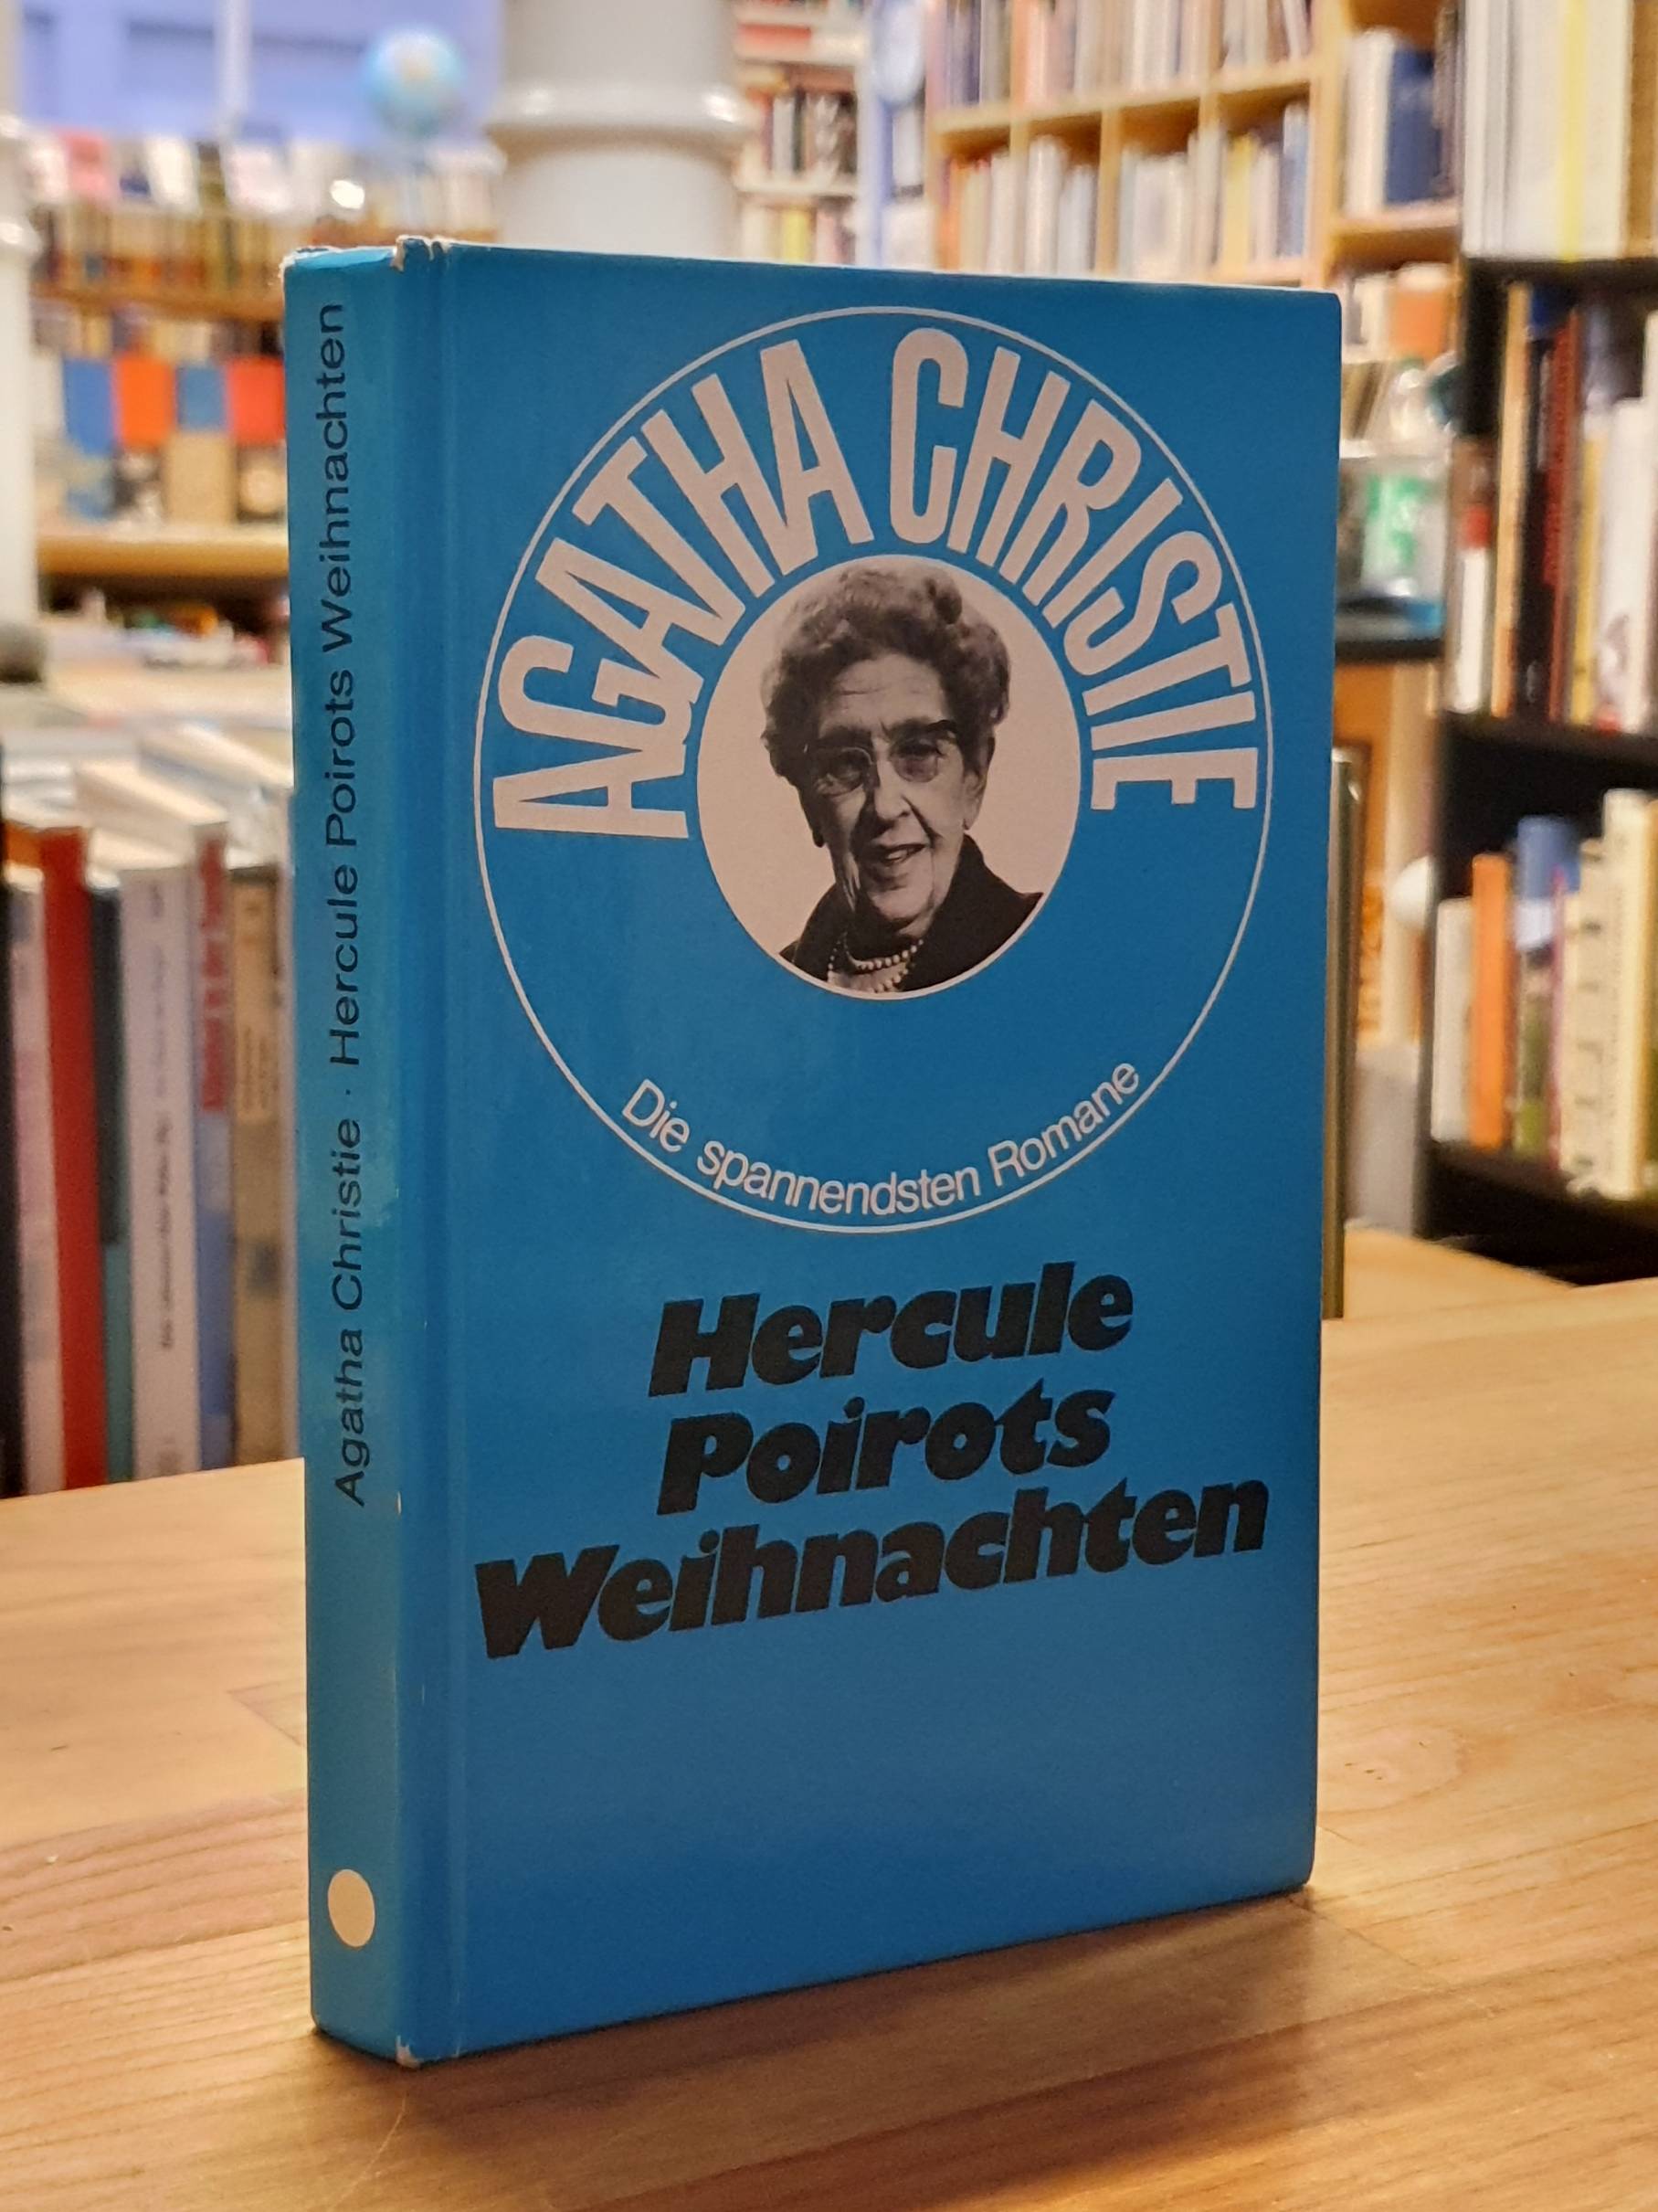 Agatha Christie · Hercule Poirots Weihnachten
AGATHA CHRISTIE
Die spannendsten Romane
Hercule
Poirots
Weihnachten